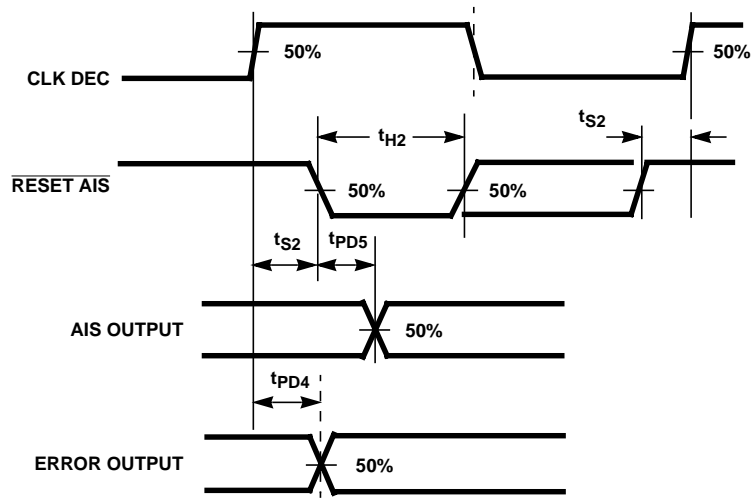 50%
50%
CLK DEC
tS2
tH2
RESET AIS
50%
50%
50%
tS2
tPD5
AIS OUTPUT
50%
tPD4
ERROR OUTPUT
50%